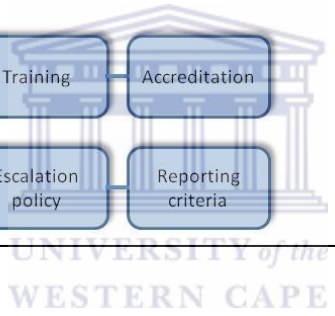 Training Accreditation
Escalation Reporting
policy criteria
UNIVERSITY of the
WESTERN CAPE